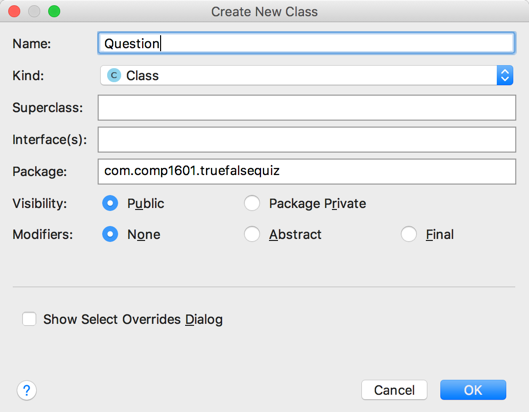 Create New Class
Name: Question
Kind: C Class
Superclass:
Interface(s):
Package: com.comp1601.truefalsequiz
Visibility: Public Package Private
Modifiers: None Abstract Final
Show Select Overrides Dialog
? Cancel OK